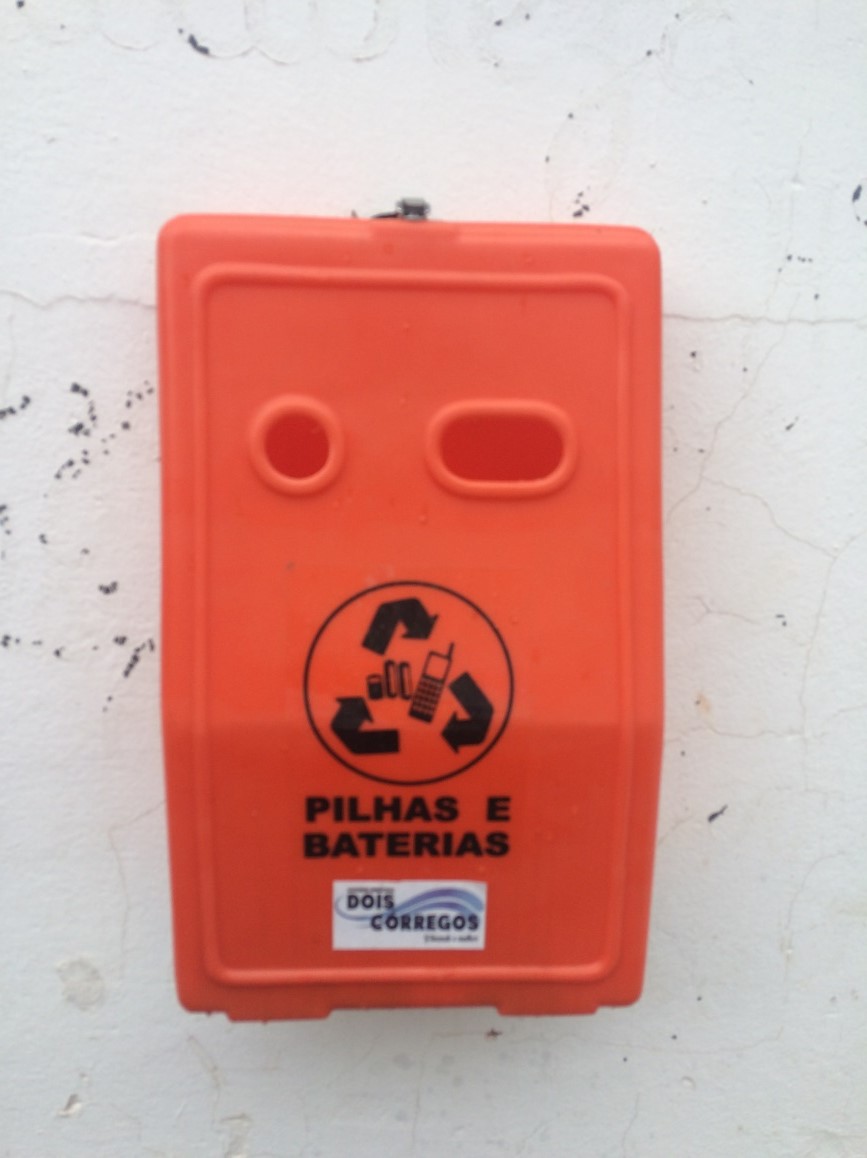 PILHAS E
BATERIAS
DOIS
CÓRREGOS